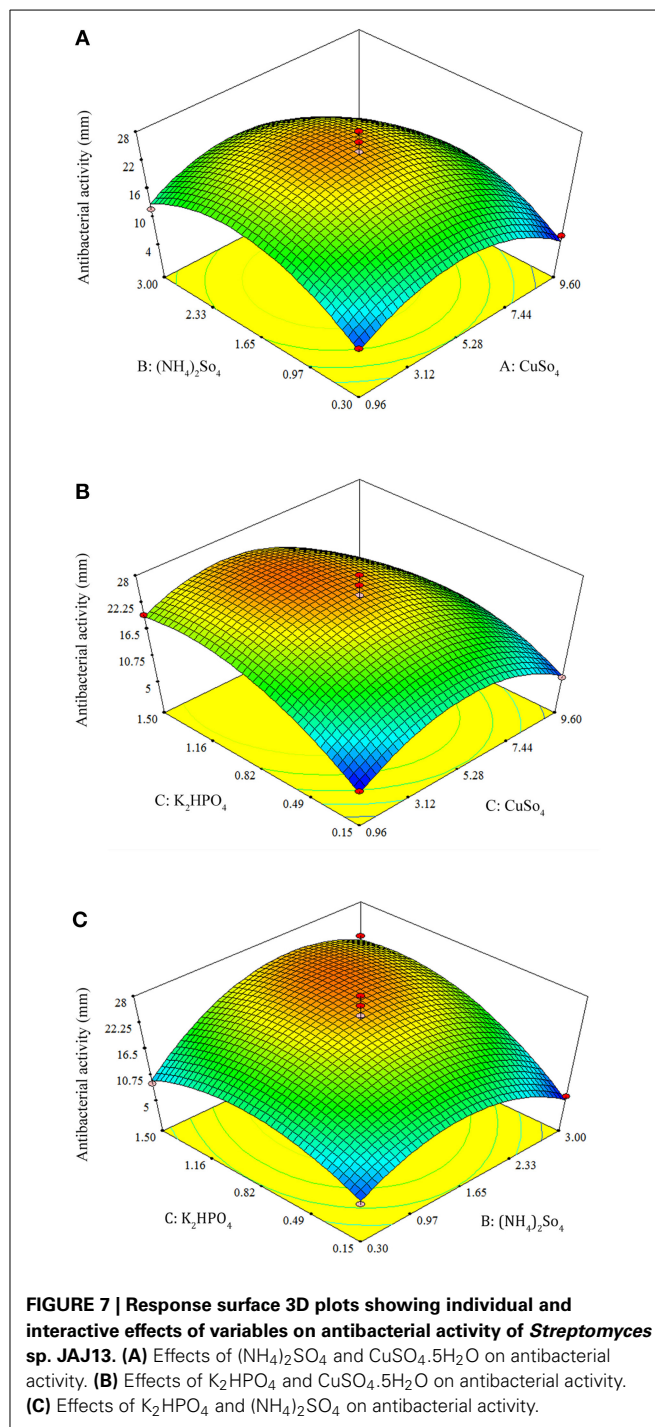 A
Antibacterial activity (mm)
28
22
16
10
4
3.00
2.33
1.65
0.97
0.30
0.96
3.12
5.28
7.44
9.60
B: (NH₄)₂So₄
A: CuSo₄
B
Antibacterial activity (mm)
28
22.25
16.5
10.75
5
1.50
1.16
0.82
0.49
0.15
0.96
3.12
5.28
7.44
9.60
C: K₂HPO₄
C: CuSo₄
C
Antibacterial activity (mm)
28
22.25
16.5
10.75
5
1.50
1.16
0.82
0.49
0.15
0.30
0.97
1.65
2.33
3.00
C: K₂HPO₄
B: (NH₄)₂SO₄
FIGURE 7 | Response surface 3D plots showing individual and
interactive effects of variables on antibacterial activity of Streptomyces
sp. JAJ13. (A) Effects of (NH₄)₂SO₄ and CuSO₄.5H₂O on antibacterial
activity. (B) Effects of K₂HPO₄ and CuSO₄.5H₂O on antibacterial activity.
(C) Effects of K₂HPO₄ and (NH₄)₂SO₄ on antibacterial activity.